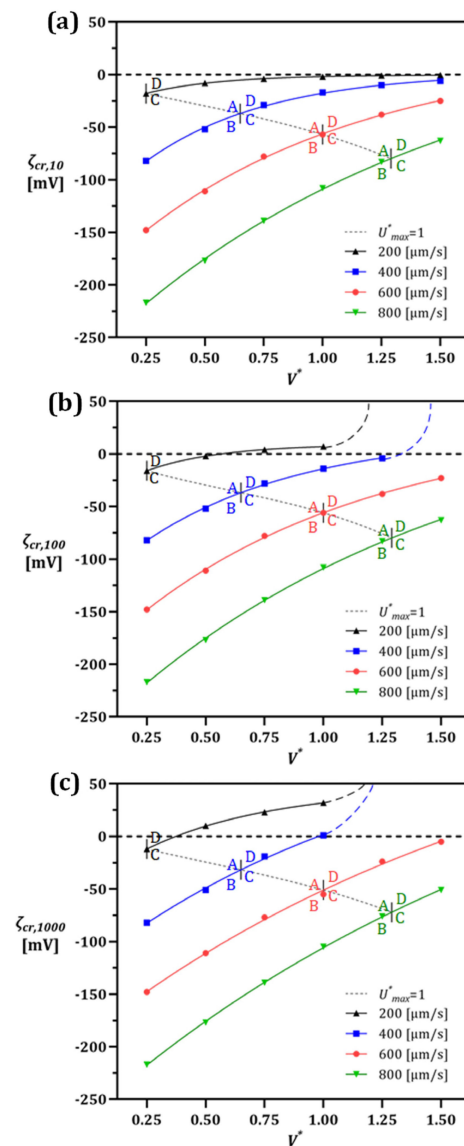 (a)
50
0
-50
-100
-150
-200
-250
ζcr,10
[mV]
D
C
A D
B C
A D
B C
A D
B C
U*max=1
200 [μm/s]
400 [μm/s]
600 [μm/s]
800 [μm/s]
0.25 0.50 0.75 1.00 1.25 1.50
V*
(b)
50
0
-50
-100
-150
-200
-250
ζcr,100
[mV]
D
C
A D
B C
A D
B C
A D
B C
U*max=1
200 [μm/s]
400 [μm/s]
600 [μm/s]
800 [μm/s]
0.25 0.50 0.75 1.00 1.25 1.50
V*
(c)
50
0
-50
-100
-150
-200
-250
ζcr,1000
[mV]
D
C
A D
B C
A D
B C
A D
B C
U*max=1
200 [μm/s]
400 [μm/s]
600 [μm/s]
800 [μm/s]
0.25 0.50 0.75 1.00 1.25 1.50
V*